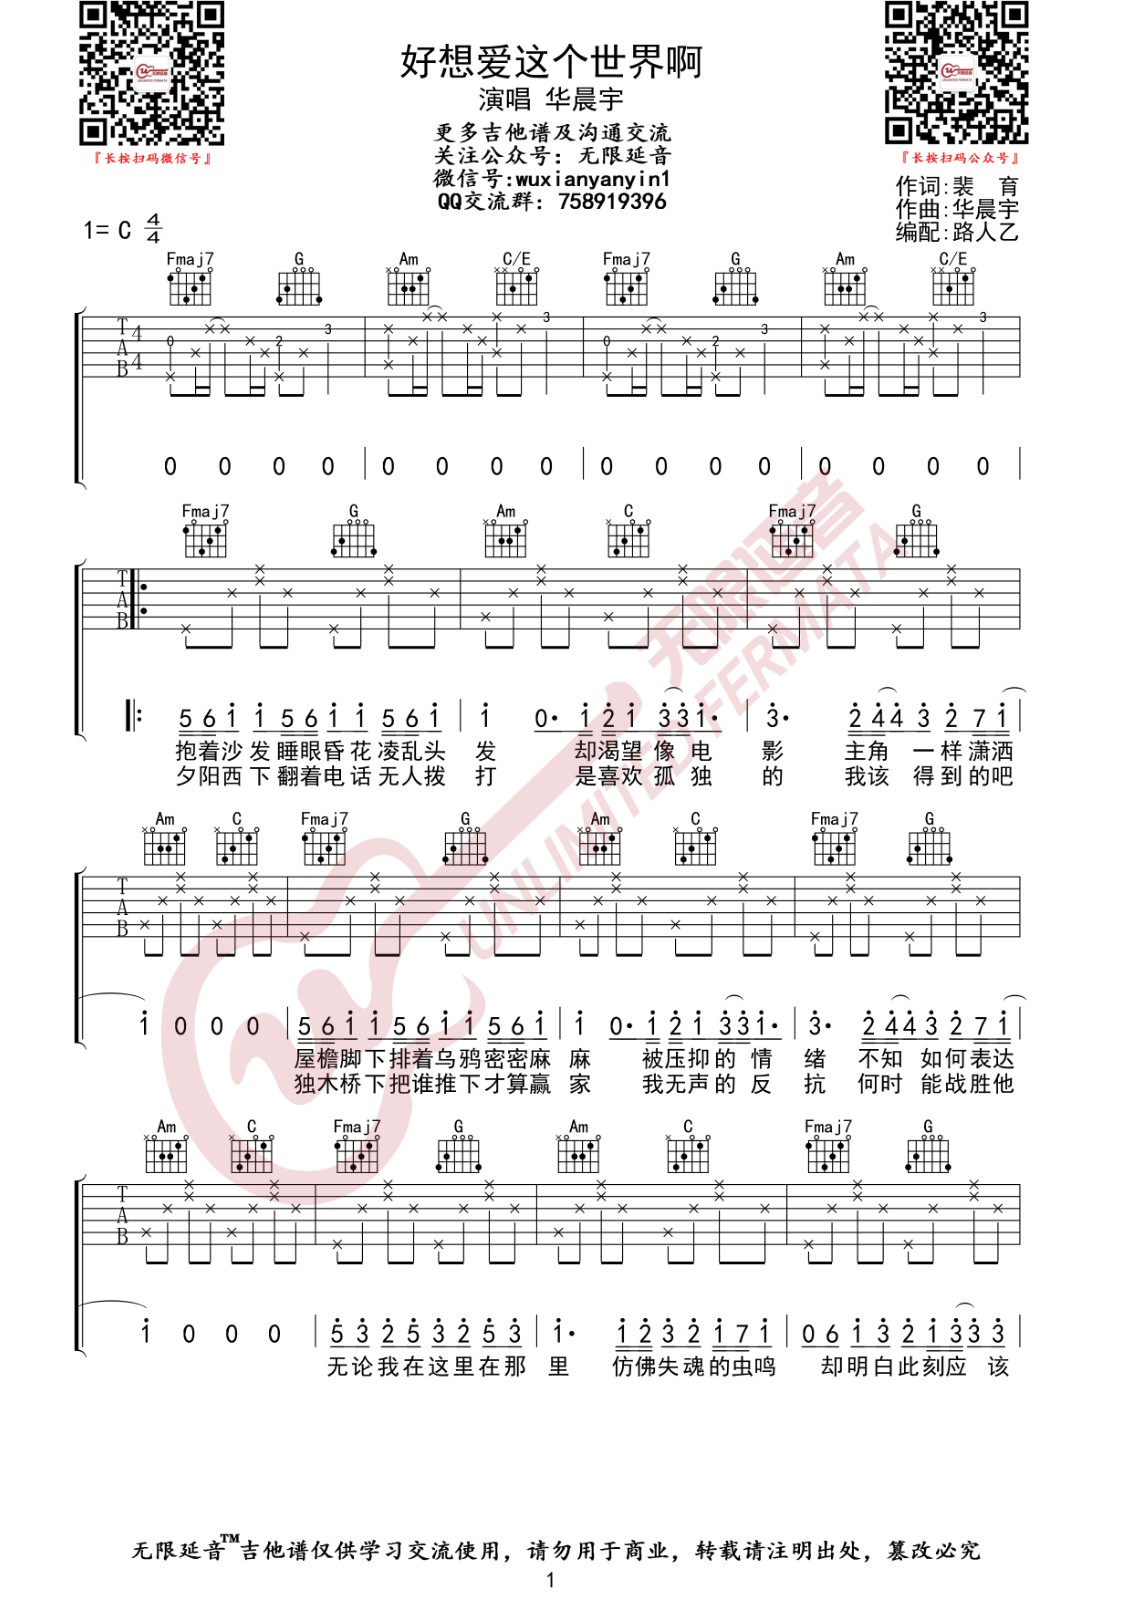 好想爱这个世界啊
演唱 华晨宇
更多吉他谱及沟通交流
关注公众号：无限延音
微信号:wuxianyanyin1
QQ交流群：758919396
『长按扫码微信号』
『长按扫码公众号』
作词:裴 育
作曲:华晨宇
编配:路人乙
1= C 4/4
Fmaj7 G Am C/E Fmaj7 G Am C/E
T 4
A
B 4
0 2 3 3 0 2 3 3
0 0 0 0 | 0 0 0 0 | 0 0 0 0 | 0 0 0 0
Fmaj7 G Am C Fmaj7 G
T
A
B
5 6 1 1 5 6 1 1 5 6 1 | 1 0· 1 2 1 3 3 1· | 3· 2 4 4 3 2 7 1
抱着沙发睡眼昏花凌乱头 发 却渴望像电 影 主角 一样潇洒
夕阳西下翻着电话无人拨 打 是喜欢孤独 的 我该 得到的吧
Am C Fmaj7 G Am C Fmaj7 G
T
A
B
1 0 0 0 | 5 6 1 1 5 6 1 1 5 6 1 | 1 0· 1 2 1 3 3 1· | 3· 2 4 4 3 2 7 1
屋檐脚下排着乌鸦密密麻 麻 被压抑的情 绪 不知 如何表达
独木桥下把谁推下才算赢 家 我无声的反 抗 何时 能战胜他
Am C Fmaj7 G Am C Fmaj7 G
T
A
B
1 0 0 0 | 5 3 2 5 3 2 5 3 | 1· 1 2 3 2 1 7 1 | 0 6 1 3 2 1 3 3 3
无论我在这里在那 里 仿佛失魂的虫鸣 却明白此刻应 该
无限延音
UNLIMITED FERMATA
无限延音™吉他谱仅供学习交流使用，请勿用于商业，转载请注明出处，篡改必究
1